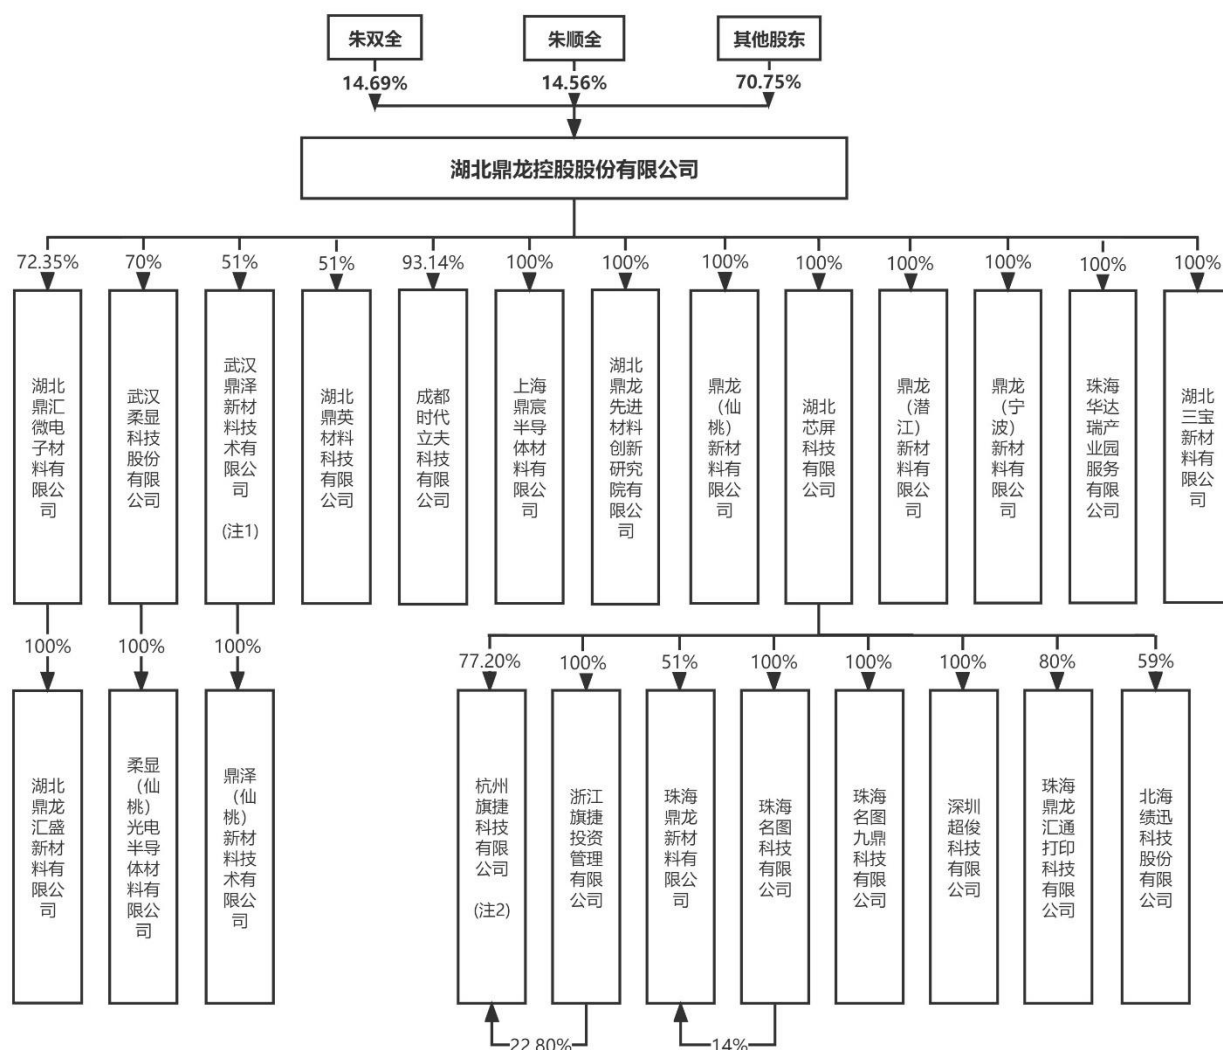 朱双全
朱顺全
其他股东
14.69%
14.56%
70.75%
湖北鼎龙控股股份有限公司
72.35%
70%
51%
51%
93.14%
100%
100%
100%
100%
100%
100%
100%
100%
湖北
鼎汇
微电
子材
料有
限公
司
武汉
柔显
科技
股份
有限
公司
武汉
鼎泽
新材
料技
术有
限公
司
(注1)
湖北
鼎英
材料
科技
有限
公司
成都
时代
立夫
科技
有限
公司
上海
鼎宸
半导
体材
料有
限公
司
湖北
鼎龙
先进
材料
创新
研究
院有
限公
司
鼎龙
（仙
桃）
新材
料有
限公
司
湖北
芯屏
科技
有限
公司
鼎龙
（潜
江）
新材
料有
限公
司
鼎龙
（宁
波）
新材
料有
限公
司
珠海
华达
瑞产
业园
服务
有限
公司
湖北
三宝
新材
料有
限公
司
100%
100%
100%
77.20%
100%
51%
100%
100%
100%
80%
59%
湖北
鼎龙
汇盛
新材
料有
限公
司
柔显
（仙
桃）
光电
半导
体材
料有
限公
司
鼎泽
（仙
桃）
新材
料技
术有
限公
司
杭州
旗捷
科技
有限
公司
(注2)
浙江
旗捷
投资
管理
有限
公司
珠海
鼎龙
新材
料有
限公
司
珠海
名图
科技
有限
公司
珠海
名图
九鼎
科技
有限
公司
深圳
超俊
科技
有限
公司
珠海
鼎龙
汇通
打印
科技
有限
公司
北海
绩迅
科技
股份
有限
公司
22.80%
14%